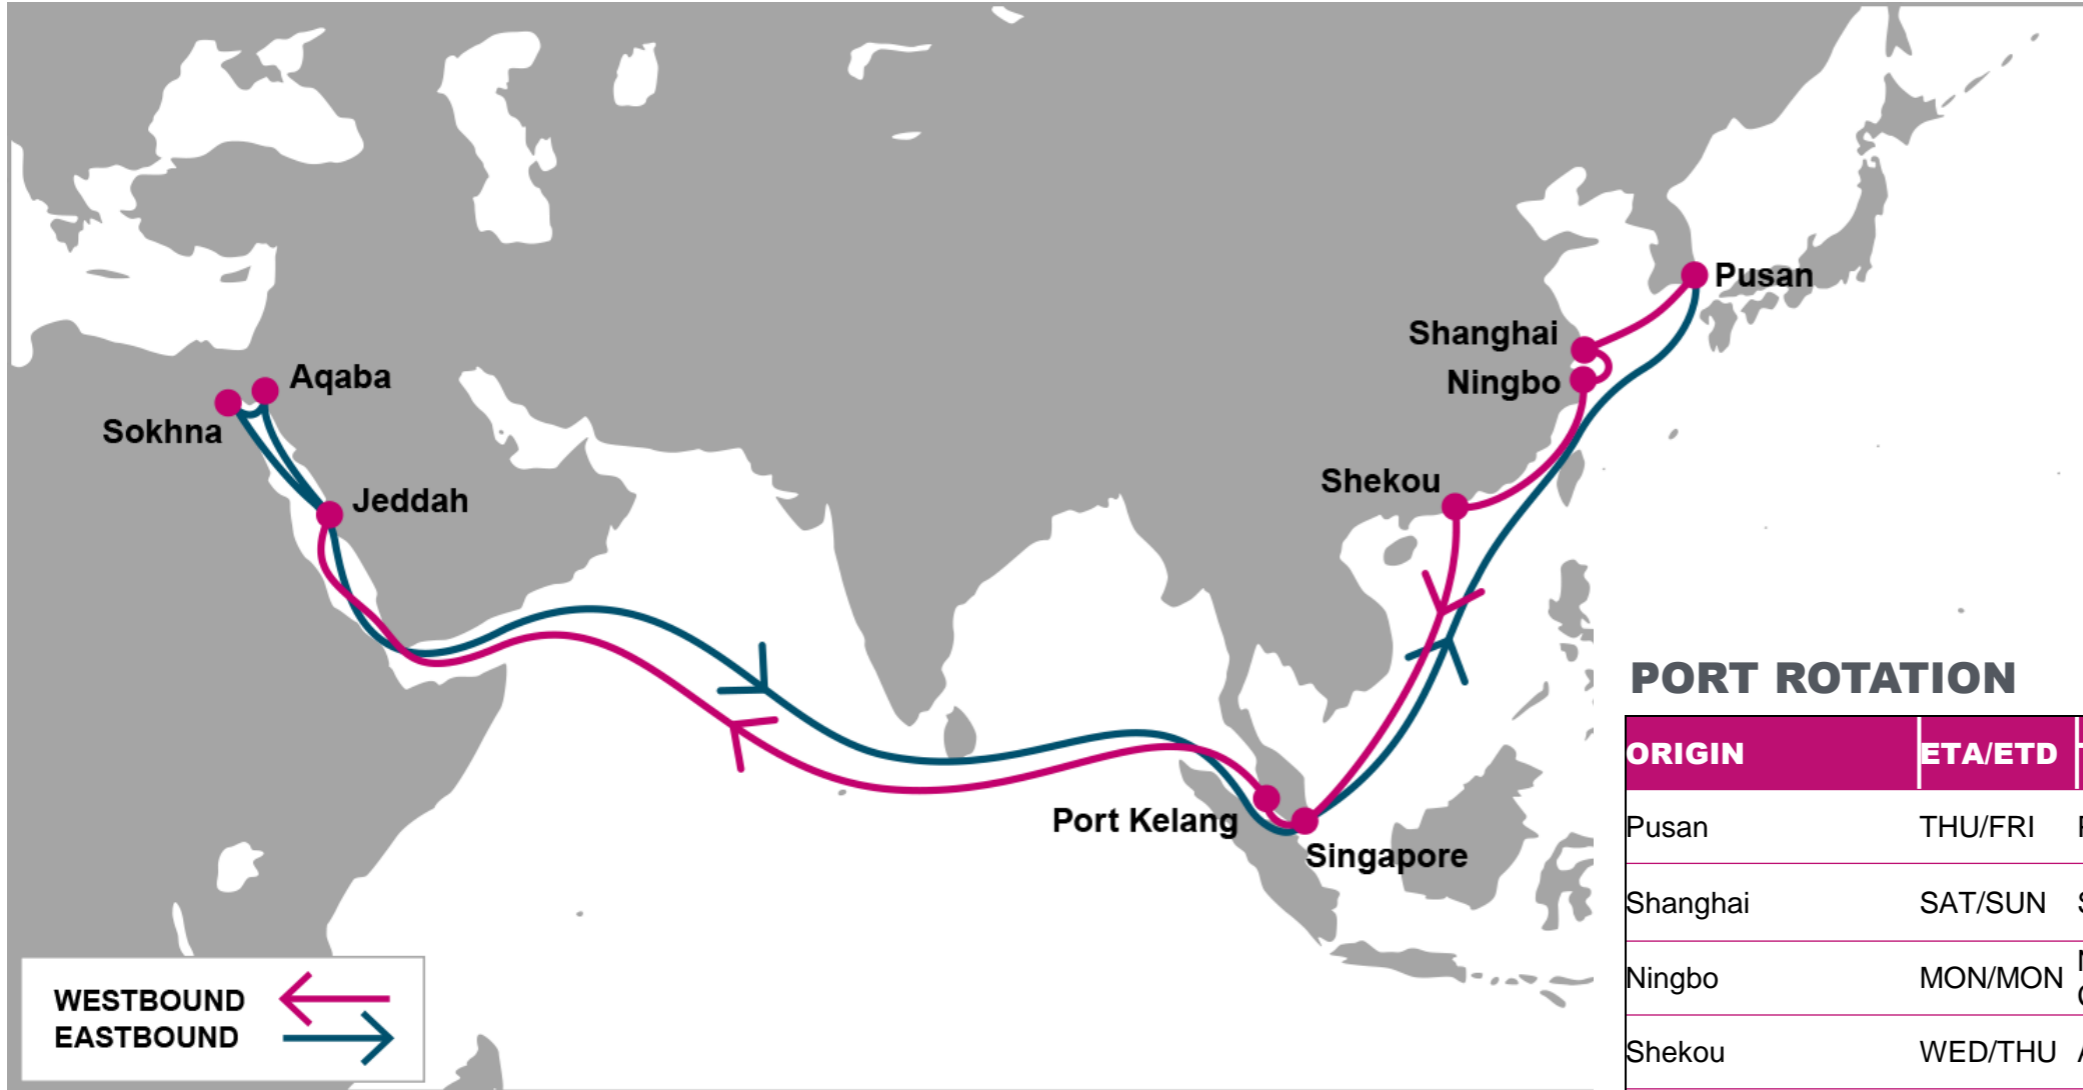 Pusan
Shanghai
Ningbo
Aqaba
Sokhna
Shekou
Jeddah
Port Kelang
Singapore
WESTBOUND
EASTBOUND
PORT ROTATION
ORIGIN ETA/ETD
Pusan THU/FRI
Shanghai SAT/SUN
Ningbo MON/MON
Shekou WED/THU